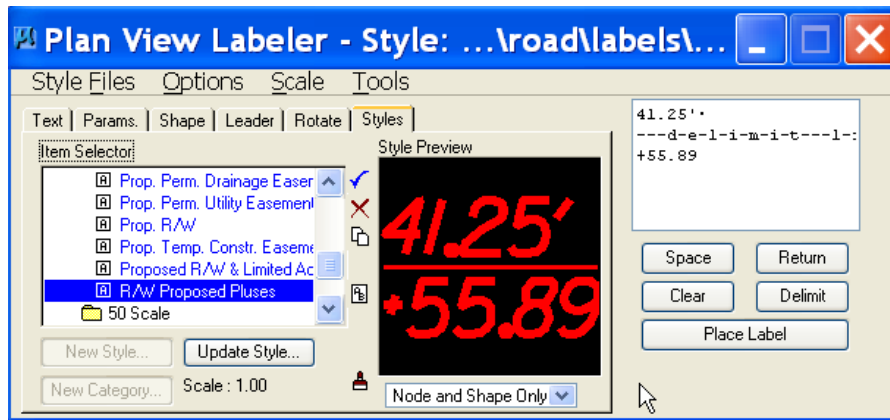 Plan View Labeler - Style: ...\road\labels\...
Style Files Options Scale Tools
Text Params. Shape Leader Rotate Styles
Item Selector
Prop. Perm. Drainage Easer
Prop. Perm. Utility Easement
Prop. R/W
Prop. Temp. Constr. Easeme
Proposed R/W & Limited Ac
R/W Proposed Pluses
50 Scale
New Style...
Update Style...
New Category...
Scale : 1.00
Style Preview
41.25'
+55.89
Node and Shape Only
41.25'·
---d-e-l-i-m-i-t---l-:
+55.89
Space Return
Clear Delimit
Place Label